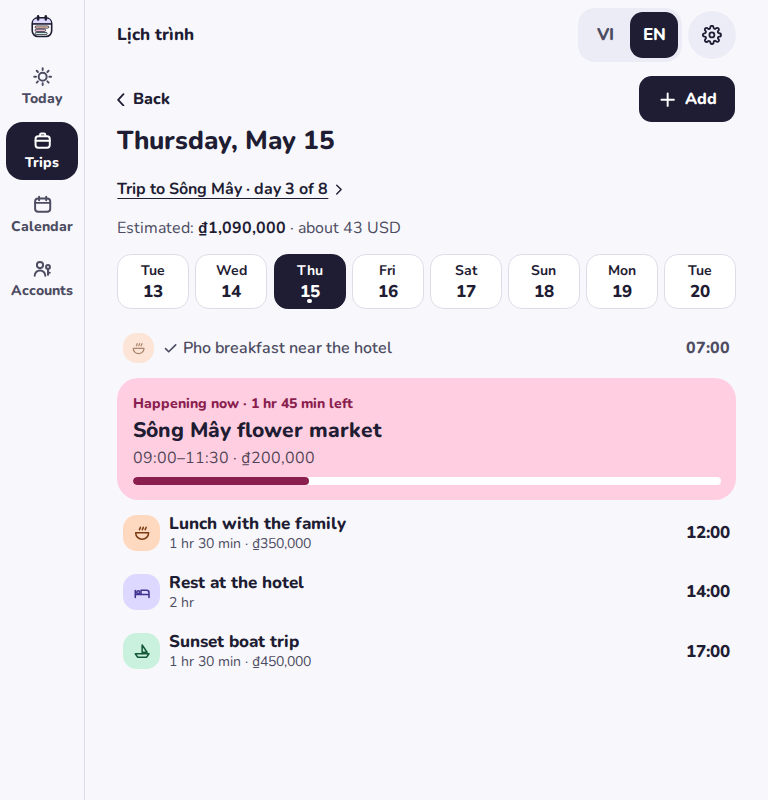 Lịch trình
VI
EN
Today
Trips
Calendar
Accounts
Back
Add
Thursday, May 15
Trip to Sông Mây · day 3 of 8
Estimated: ₫1,090,000 · about 43 USD
Tue
13
Wed
14
Thu
15
Fri
16
Sat
17
Sun
18
Mon
19
Tue
20
Pho breakfast near the hotel
07:00
Happening now · 1 hr 45 min left
Sông Mây flower market
09:00–11:30 · ₫200,000
Lunch with the family
1 hr 30 min · ₫350,000
12:00
Rest at the hotel
2 hr
14:00
Sunset boat trip
1 hr 30 min · ₫450,000
17:00